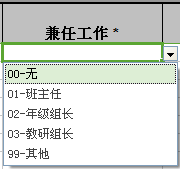 兼任工作 *
00-无
01-班主任
02-年级组长
03-教研组长
99-其他